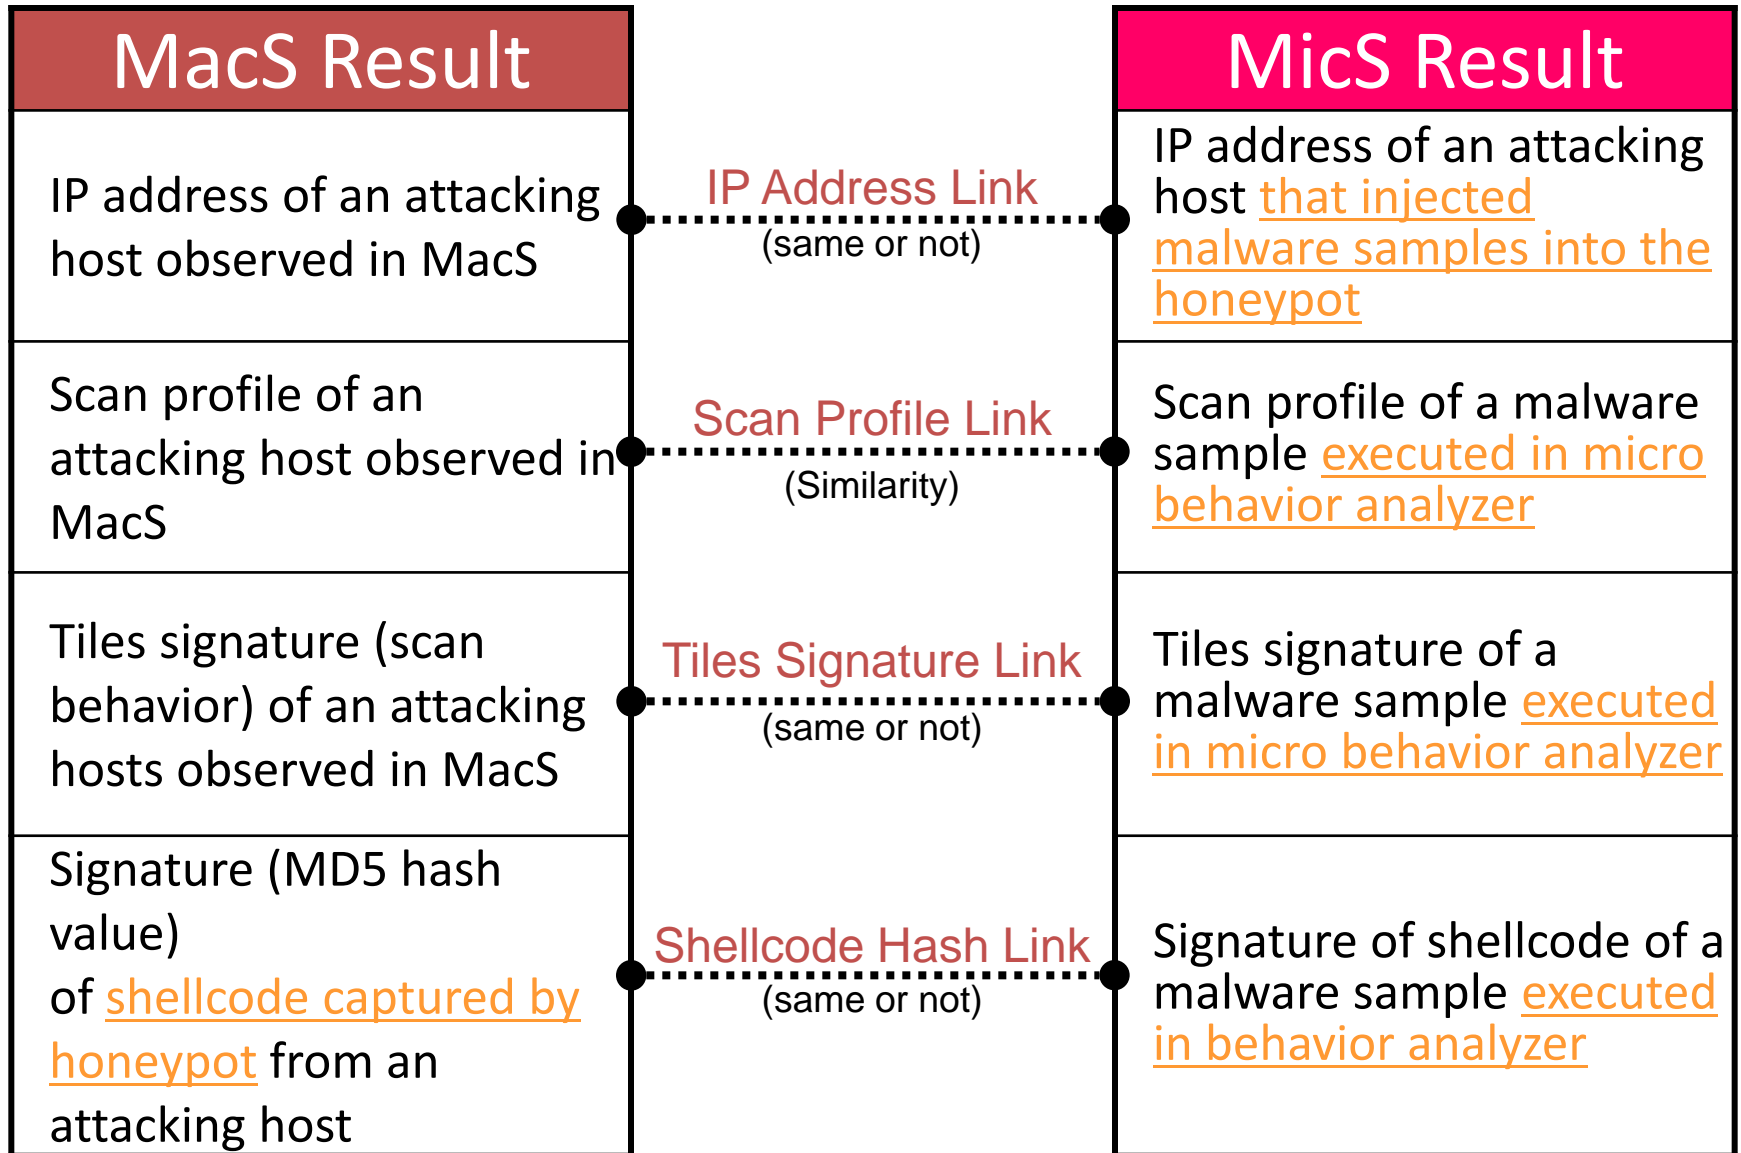 MacS Result
MicS Result
IP address of an attacking
host observed in MacS
IP Address Link
(same or not)
IP address of an attacking
host that injected
malware samples into the
honeypot
Scan profile of an
attacking host observed in
MacS
Scan Profile Link
(Similarity)
Scan profile of a malware
sample executed in micro
behavior analyzer
Tiles signature (scan
behavior) of an attacking
hosts observed in MacS
Tiles Signature Link
(same or not)
Tiles signature of a
malware sample executed
in micro behavior analyzer
Signature (MD5 hash
value)
of shellcode captured by
honeypot from an
attacking host
Shellcode Hash Link
(same or not)
Signature of shellcode of a
malware sample executed
in behavior analyzer